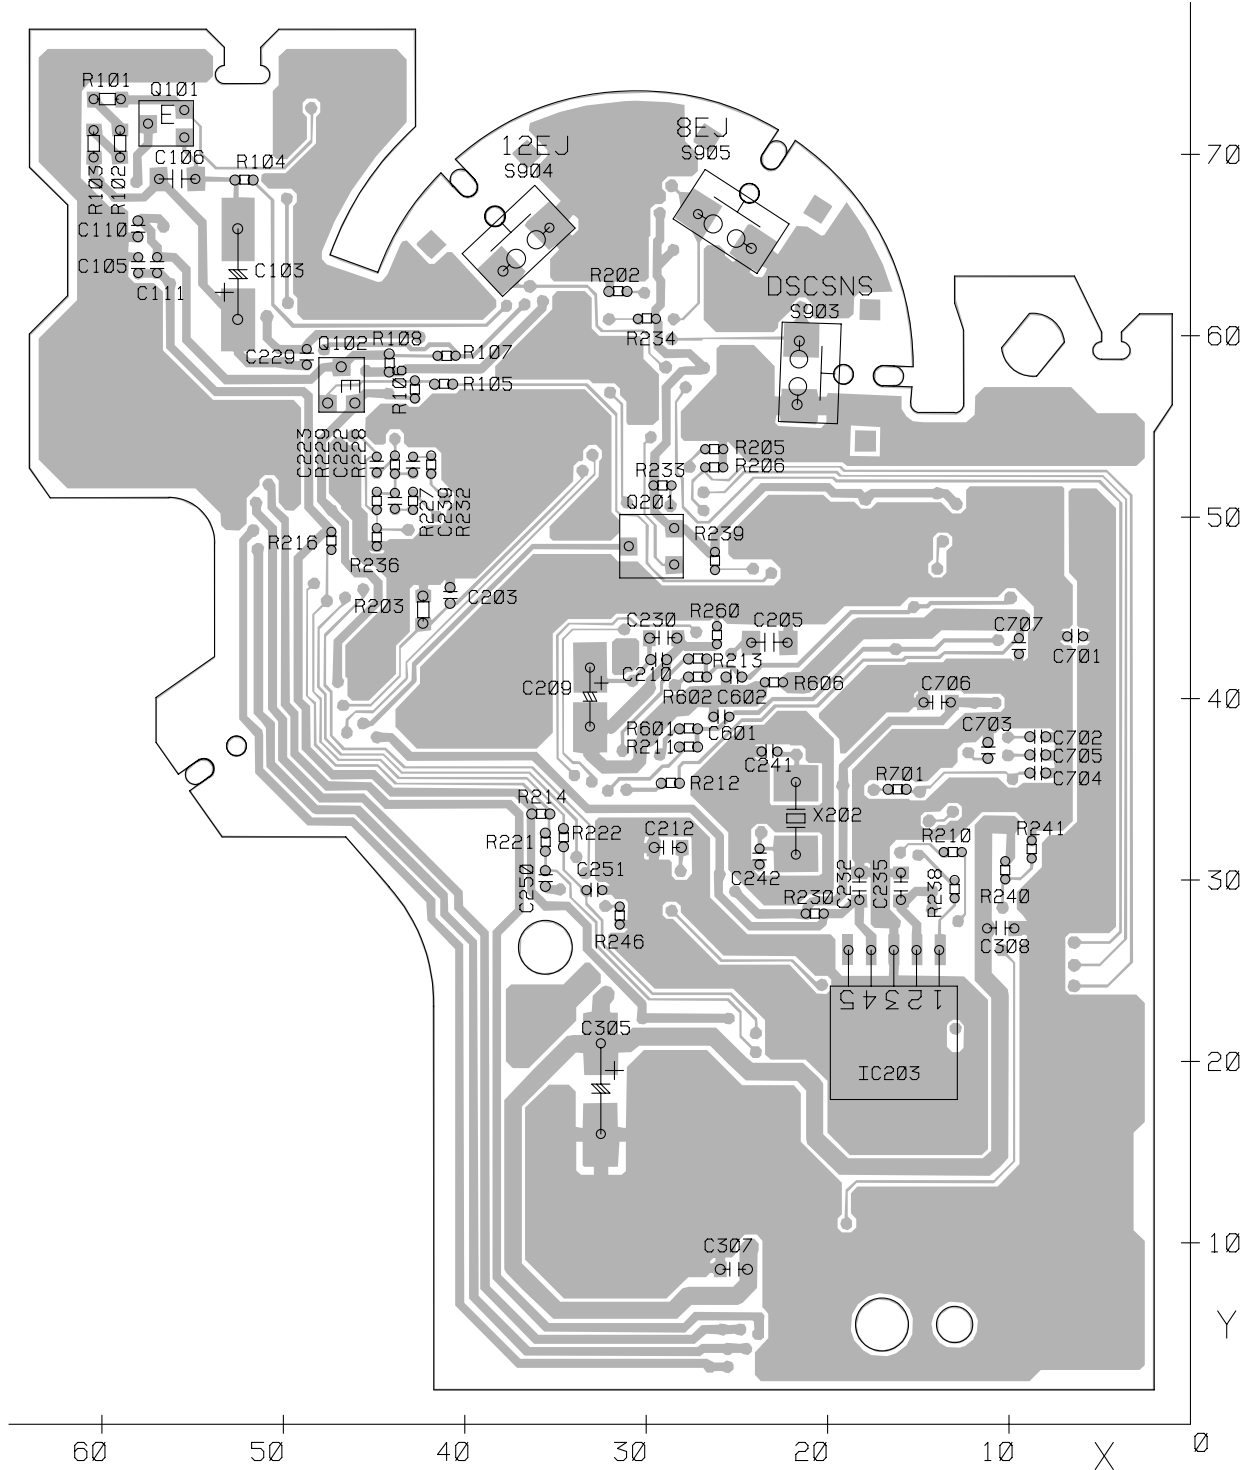 R101
Q101
E
C106
R104
R103
R102
C110
C105
C111
C103
+
12EJ
S904
8EJ
S905
70
R202
R234
DSCSNS
S903
60
Q102
R108
C229
R107
E
R106
R105
C223
R229
C222
R228
R205
R206
R233
R227
C239
R232
Q201
50
R216
R236
R239
R203
C203
R260
C230
C205
C707
C701
C210
R213
C209
+
R602
C602
R606
C706
40
R601
C601
R211
C703
C702
C705
C704
C241
R212
R701
R214
X202
R221
R222
C212
R210
R241
C250
C251
C242
C232
C235
R238
R240
30
R230
R246
C308
5 4 3 2 1
C305
+
IC203
20
C307
10
Y
60 50 40 30 20 10 X 0